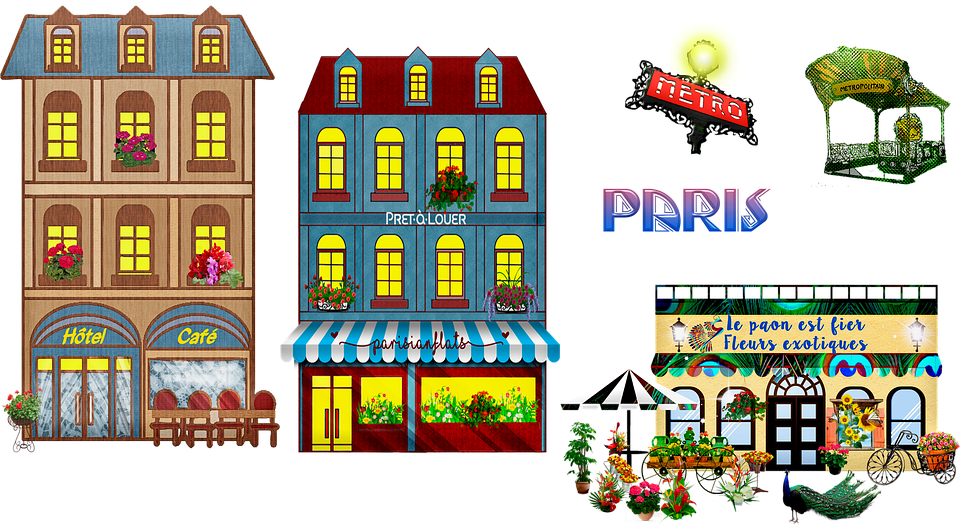 Hôtel
Café
PRET·À·LOUER
parisianflats
METRO
METROPOLITAIN
PARIS
Le paon est fier
Fleurs exotiques